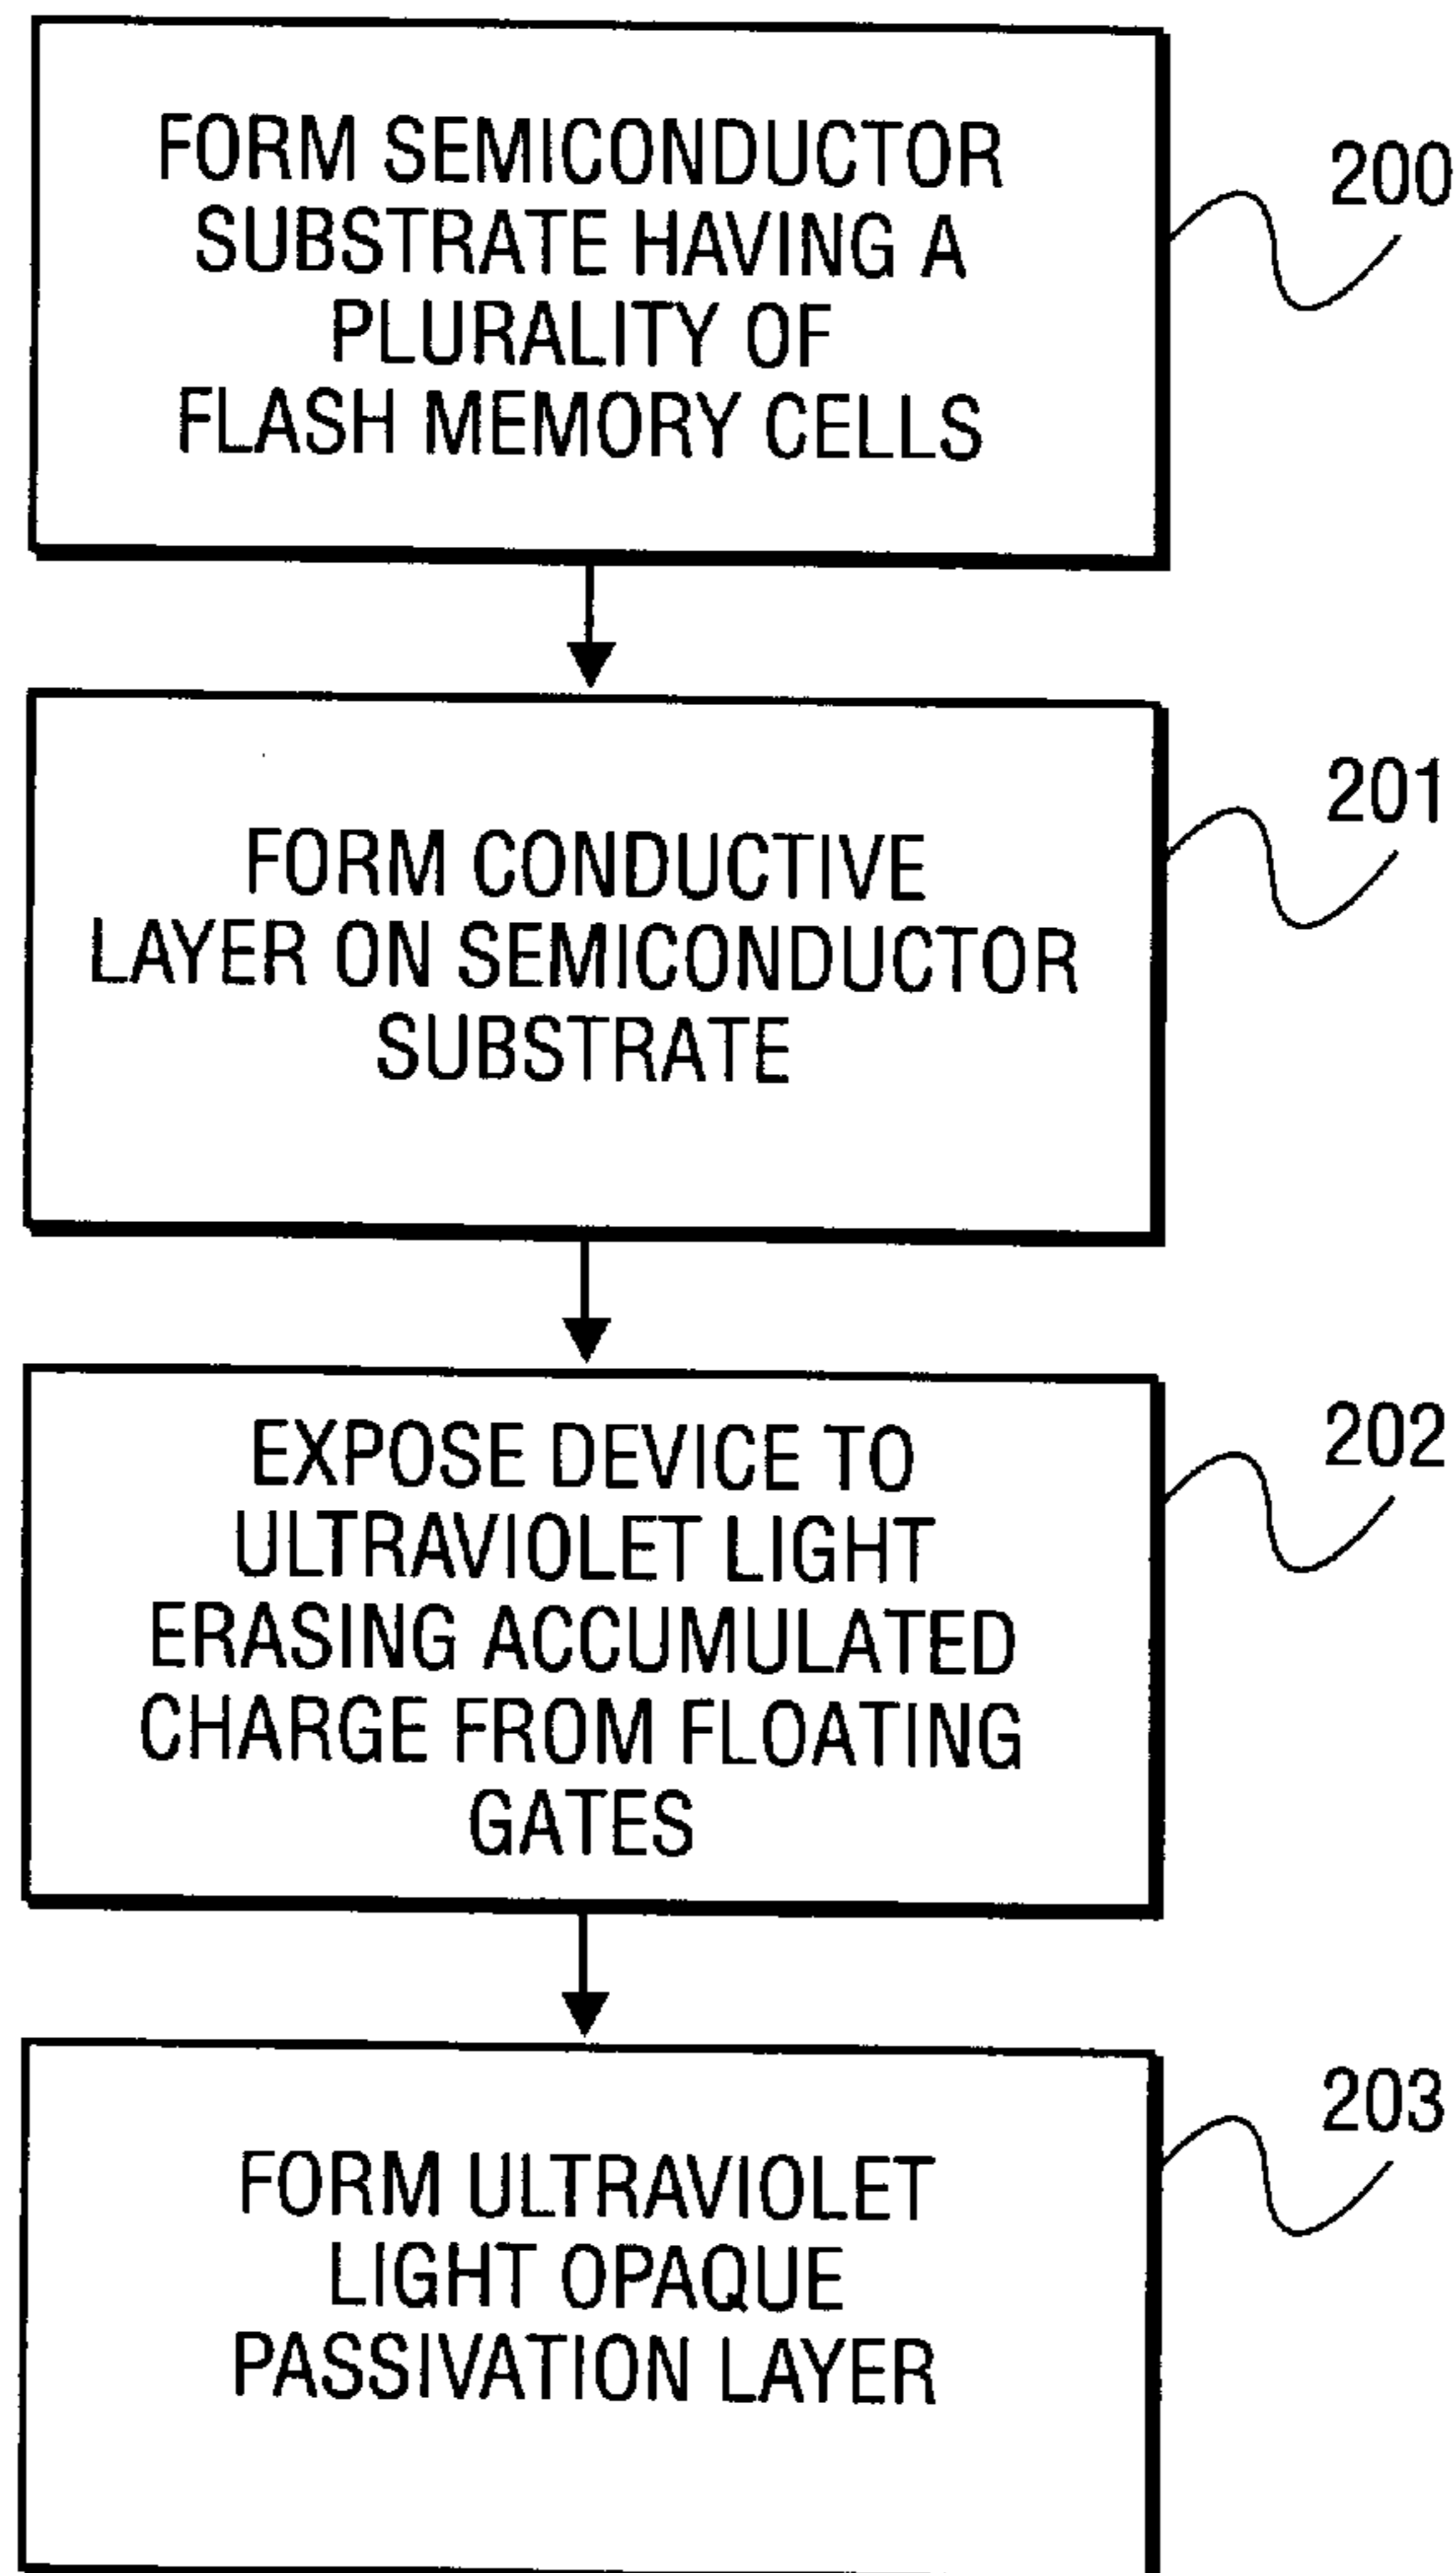 FORM SEMICONDUCTOR
SUBSTRATE HAVING A
PLURALITY OF
FLASH MEMORY CELLS
200
FORM CONDUCTIVE
LAYER ON SEMICONDUCTOR
SUBSTRATE
201
EXPOSE DEVICE TO
ULTRAVIOLET LIGHT
ERASING ACCUMULATED
CHARGE FROM FLOATING
GATES
202
FORM ULTRAVIOLET
LIGHT OPAQUE
PASSIVATION LAYER
203